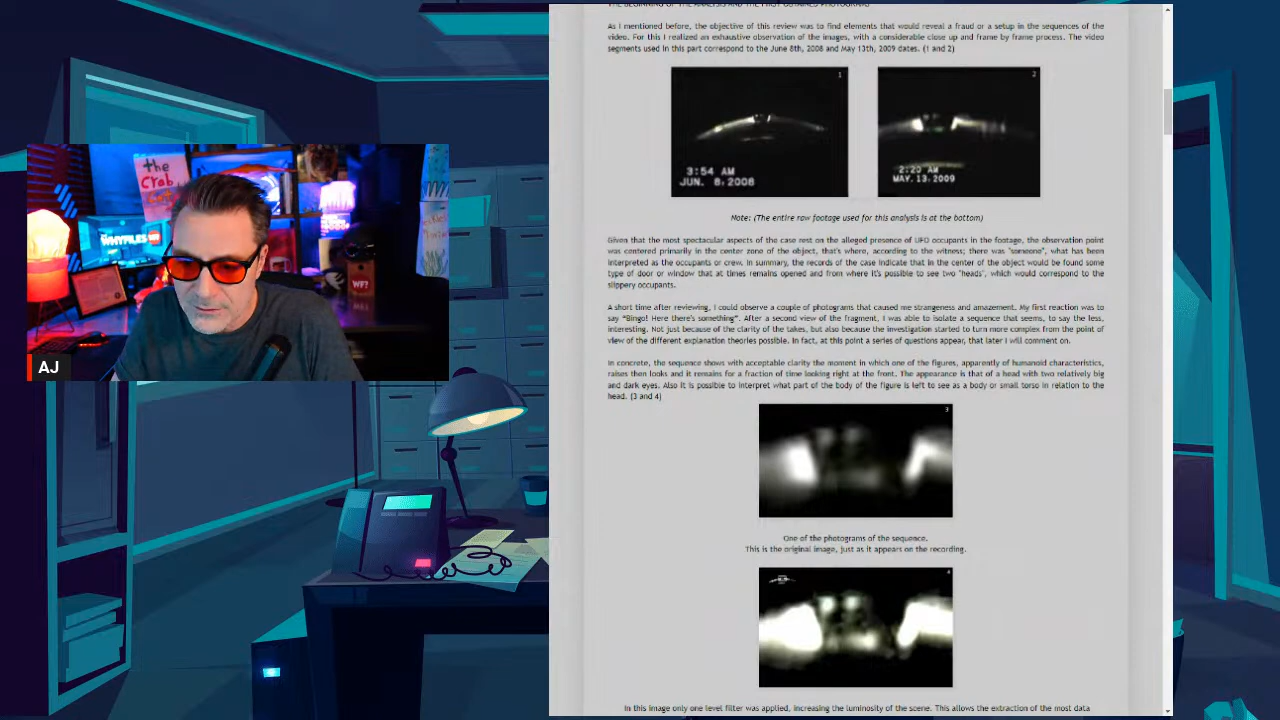 THE BEGINNING OF THE ANALYSIS AND THE FIRST OBTAINED PHOTOGRAMS
As I mentioned before, the objective of this review was to find elements that would reveal a fraud or a setup in the sequences of the
video. For this I realized an exhaustive observation of the images, with a considerable close up and frame by frame process. The video
segments used in this part correspond to the June 8th, 2008 and May 13th, 2009 dates. (1 and 2)
1
2
3:54 AM
JUN. 8, 2008
2:20 AM
MAY. 13, 2009
Note: (The entire raw footage used for this analysis is at the bottom)
Given that the most spectacular aspects of the case rest on the alleged presence of UFO occupants in the footage, the observation point
was centered primarily in the center zone of the object, that's where, according to the witness; there was "someone", what has been
interpreted as the occupants or crew. In summary, the records of the case indicate that in the center of the object would be found some
type of door or window that at times remains opened and from where it's possible to see two "heads", which would correspond to the
slippery occupants.
A short time after reviewing, I could observe a couple of photograms that caused me strangeness and amazement. My first reaction was to
say "Bingo! Here there's something". After a second view of the fragment, I was able to isolate a sequence that seems, to say the less,
interesting. Not just because of the clarity of the takes, but also because the investigation started to turn more complex from the point of
view of the different explanation theories possible. In fact, at this point a series of questions appear, that later I will comment on.
In concrete, the sequence shows with acceptable clarity the moment in which one of the figures, apparently of humanoid characteristics,
raises then looks and it remains for a fraction of time looking right at the front. The appearance is that of a head with two relatively big
and dark eyes. Also it is possible to interpret what part of the body of the figure is left to see as a body or small torso in relation to the
head. (3 and 4)
3
One of the photograms of the sequence.
This is the original image, just as it appears on the recording.
4
In this image only one level filter was applied, increasing the luminosity of the scene. This allows the extraction of the most data
the
Crab
Cat
THE WHYFILES
WF?
AJ